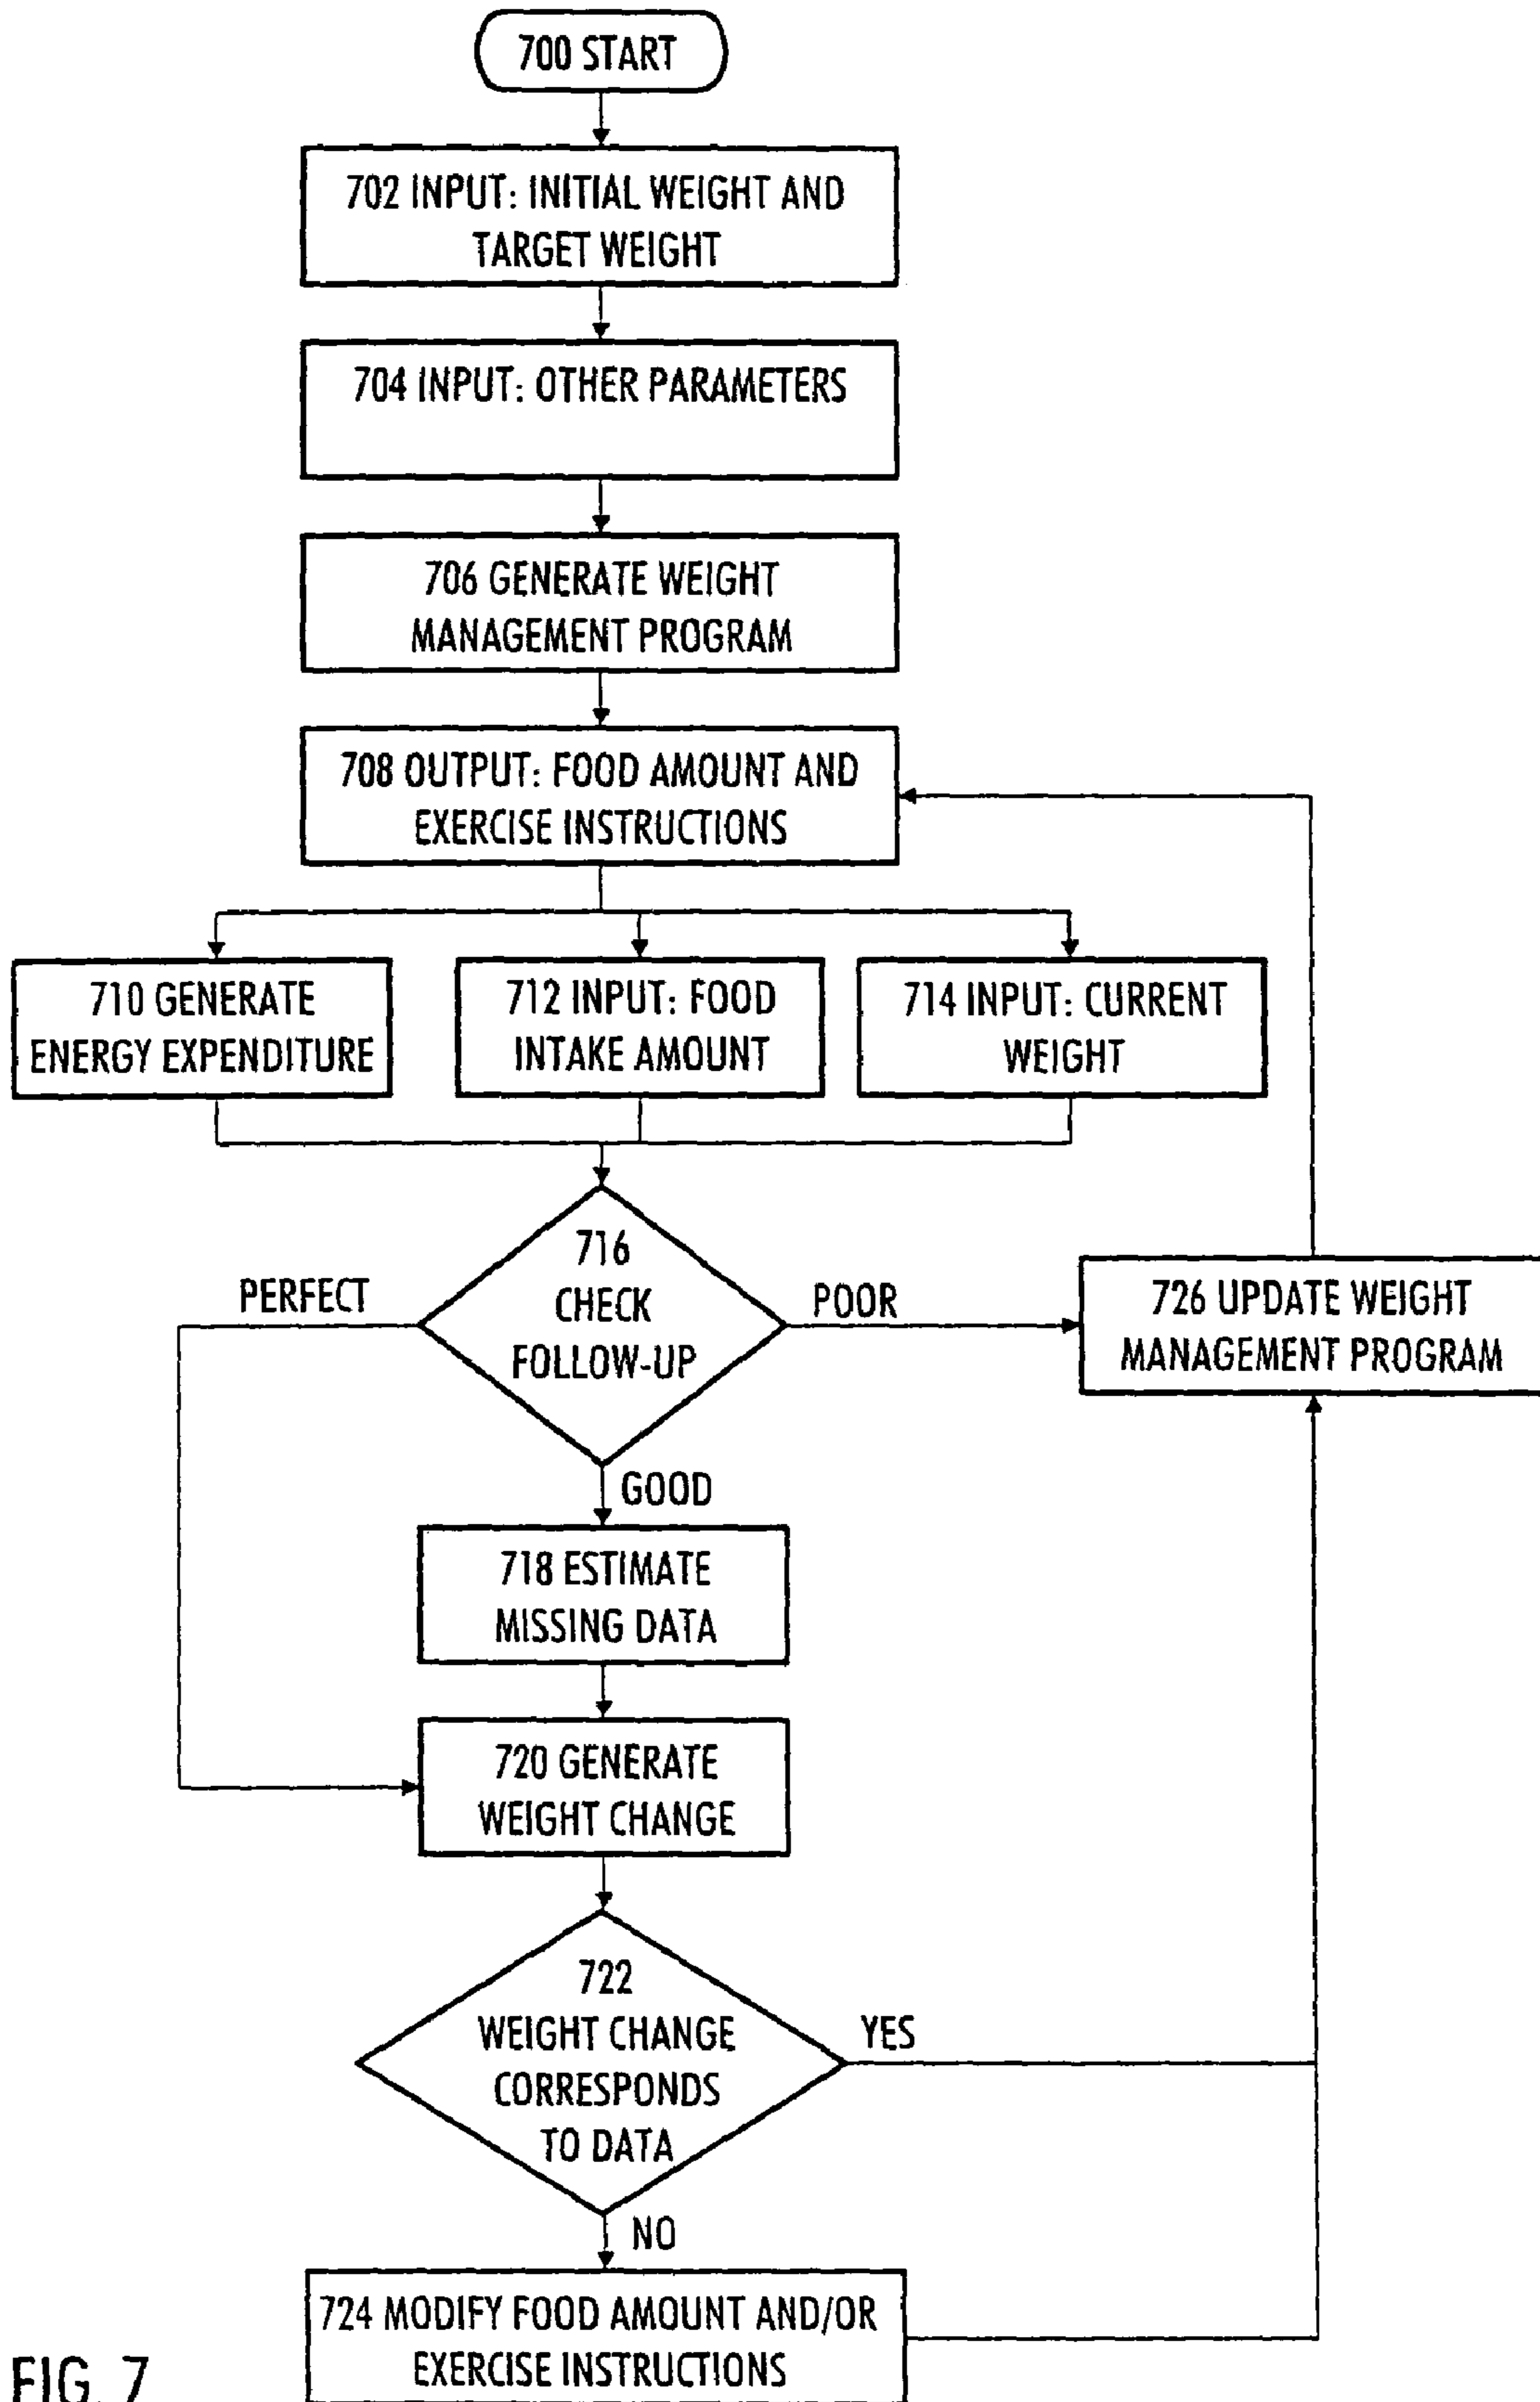 700 START
702 INPUT: INITIAL WEIGHT AND
TARGET WEIGHT
704 INPUT: OTHER PARAMETERS
706 GENERATE WEIGHT
MANAGEMENT PROGRAM
708 OUTPUT: FOOD AMOUNT AND
EXERCISE INSTRUCTIONS
710 GENERATE
ENERGY EXPENDITURE
712 INPUT: FOOD
INTAKE AMOUNT
714 INPUT: CURRENT
WEIGHT
716
CHECK
FOLLOW-UP
PERFECT
POOR
726 UPDATE WEIGHT
MANAGEMENT PROGRAM
GOOD
718 ESTIMATE
MISSING DATA
720 GENERATE
WEIGHT CHANGE
722
WEIGHT CHANGE
CORRESPONDS
TO DATA
YES
NO
724 MODIFY FOOD AMOUNT AND/OR
EXERCISE INSTRUCTIONS
FIG. 7